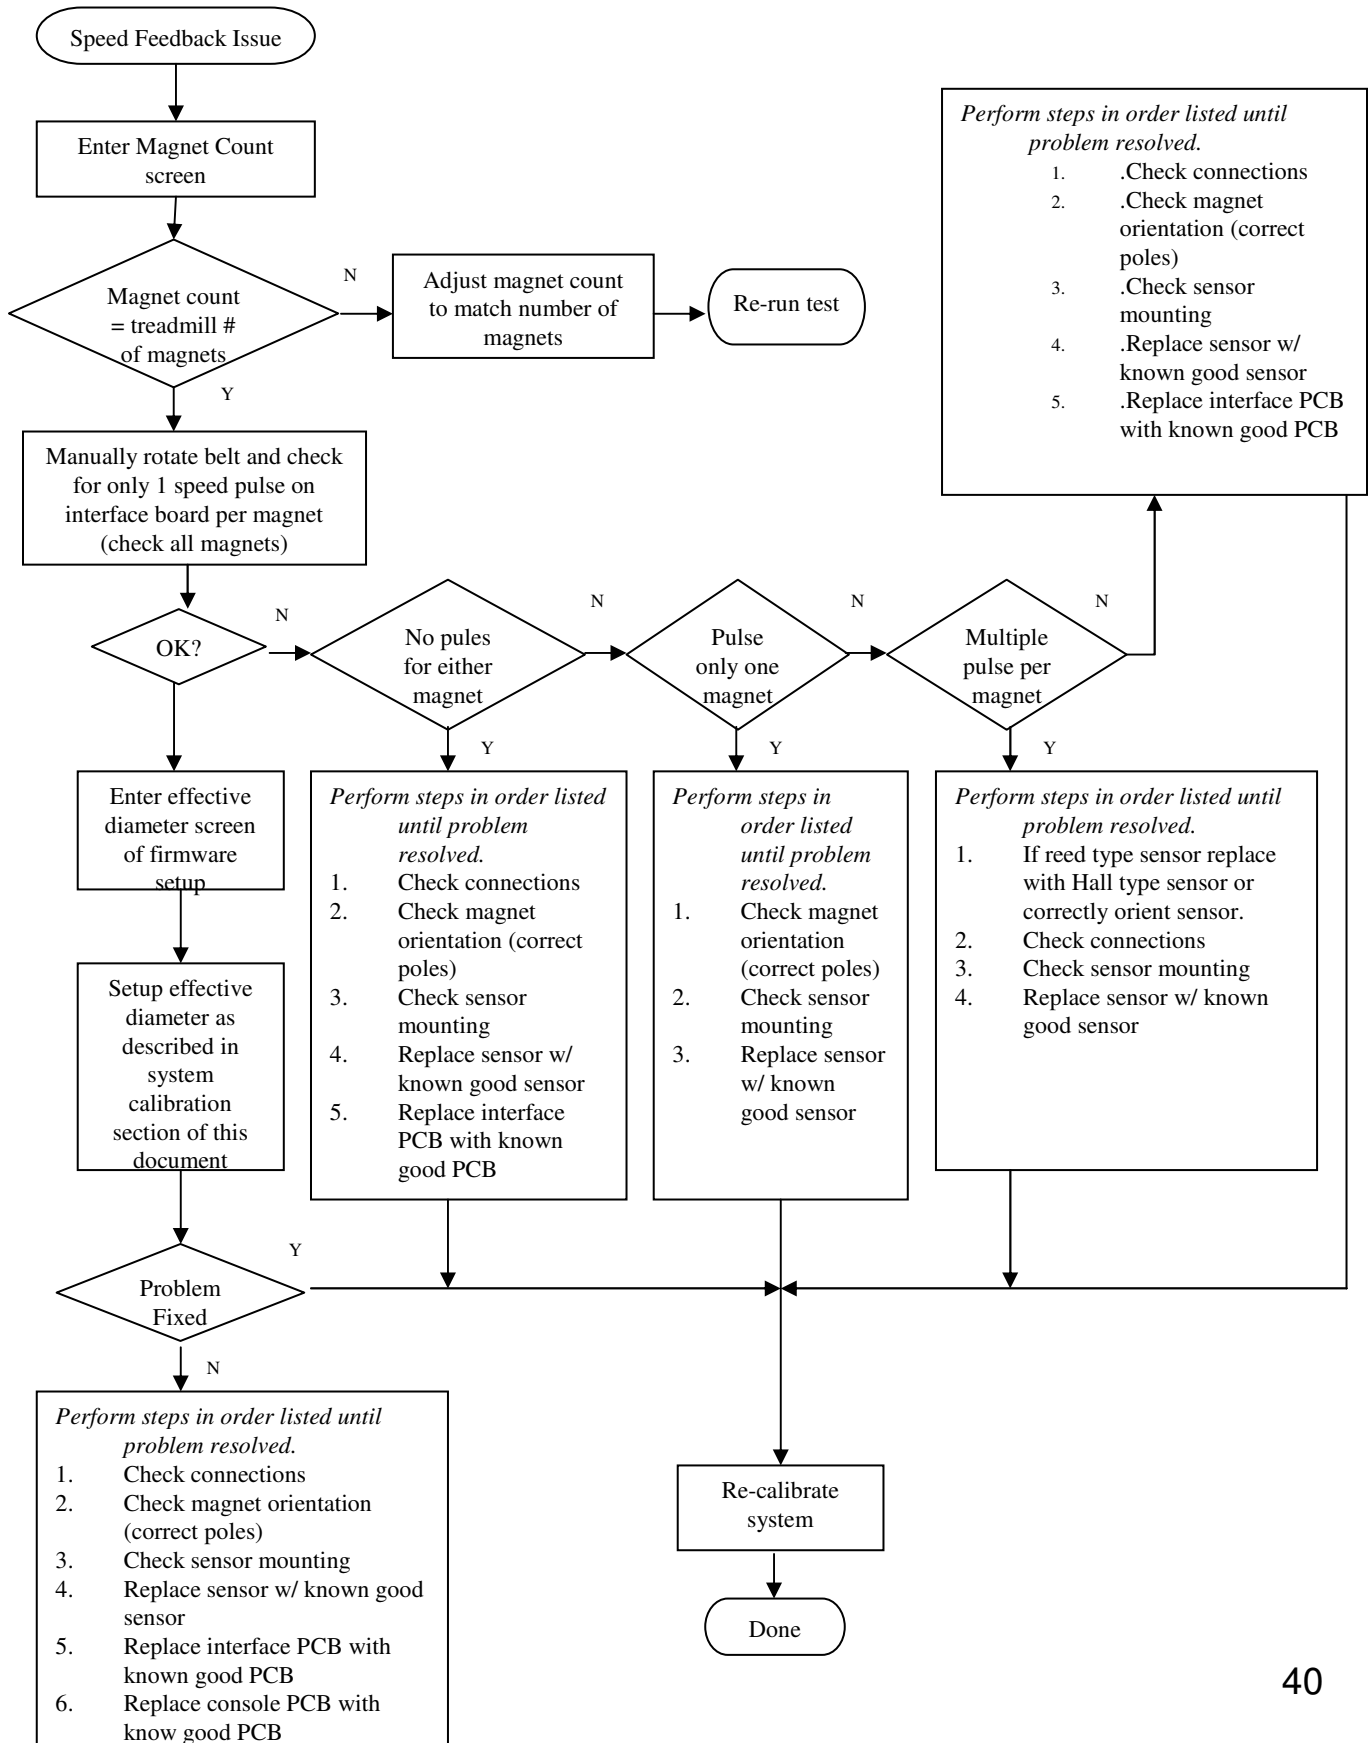 Speed Feedback Issue
Enter Magnet Count
screen
Magnet count
= treadmill #
of magnets
N
Y
Adjust magnet count
to match number of
magnets
Re-run test
Perform steps in order listed until
problem resolved.
1. .Check connections
2. .Check magnet
orientation (correct
poles)
3. .Check sensor
mounting
4. .Replace sensor w/
known good sensor
5. .Replace interface PCB
with known good PCB
Manually rotate belt and check
for only 1 speed pulse on
interface board per magnet
(check all magnets)
OK?
N
No pules
for either
magnet
N
Y
Pulse
only one
magnet
N
Y
Multiple
pulse per
magnet
N
Y
Enter effective
diameter screen
of firmware
setup
Perform steps in order listed
until problem
resolved.
1. Check connections
2. Check magnet
orientation (correct
poles)
3. Check sensor
mounting
4. Replace sensor w/
known good sensor
5. Replace interface
PCB with known
good PCB
Perform steps in
order listed
until problem
resolved.
1. Check magnet
orientation
(correct poles)
2. Check sensor
mounting
3. Replace sensor
w/ known
good sensor
Perform steps in order listed until
problem resolved.
1. If reed type sensor replace
with Hall type sensor or
correctly orient sensor.
2. Check connections
3. Check sensor mounting
4. Replace sensor w/ known
good sensor
Setup effective
diameter as
described in
system
calibration
section of this
document
Problem
Fixed
Y
N
Perform steps in order listed until
problem resolved.
1. Check connections
2. Check magnet orientation
(correct poles)
3. Check sensor mounting
4. Replace sensor w/ known good
sensor
5. Replace interface PCB with
known good PCB
6. Replace console PCB with
know good PCB
Re-calibrate
system
Done
40